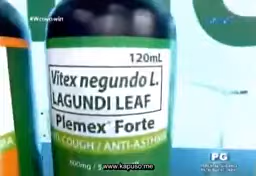 #Wowowin
120mL
Vitex negundo L.
LAGUNDI LEAF
Plemex Forte
COUGH / ANTI-ASTHMA
PG
www.kapuso.me